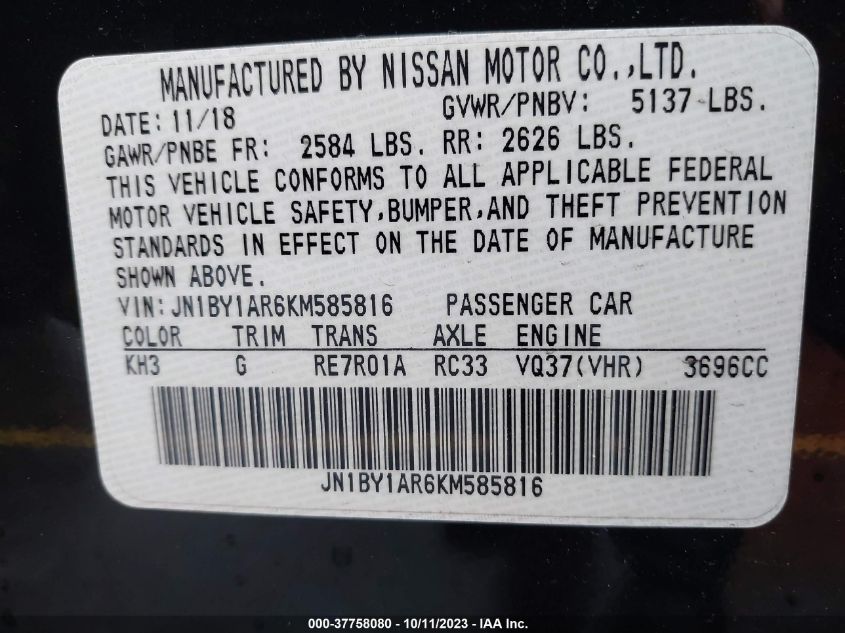 MANUFACTURED BY NISSAN MOTOR CO.,LTD.
DATE: 11/18 GVWR/PNBV: 5137 LBS.
GAWR/PNBE FR: 2584 LBS. RR: 2626 LBS.
THIS VEHICLE CONFORMS TO ALL APPLICABLE FEDERAL
MOTOR VEHICLE SAFETY,BUMPER,AND THEFT PREVENTION
STANDARDS IN EFFECT ON THE DATE OF MANUFACTURE
SHOWN ABOVE.
VIN:JN1BY1AR6KM585816 PASSENGER CAR
COLOR TRIM TRANS AXLE ENGINE
KH3 G RE7R01A RC33 VQ37(VHR) 3696CC
JN1BY1AR6KM585816
000-37758080 - 10/11/2023 - IAA Inc.